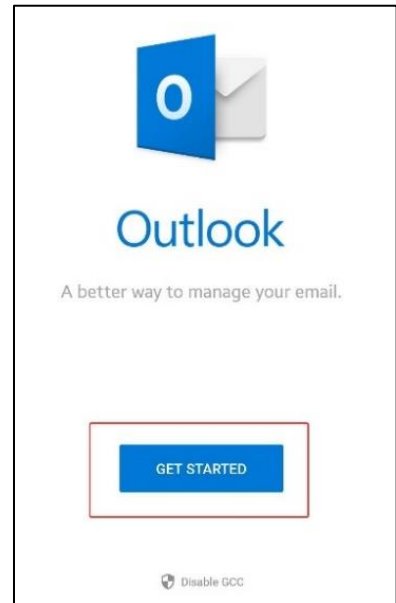 O
Outlook
A better way to manage your email.
GET STARTED
Disable GCC